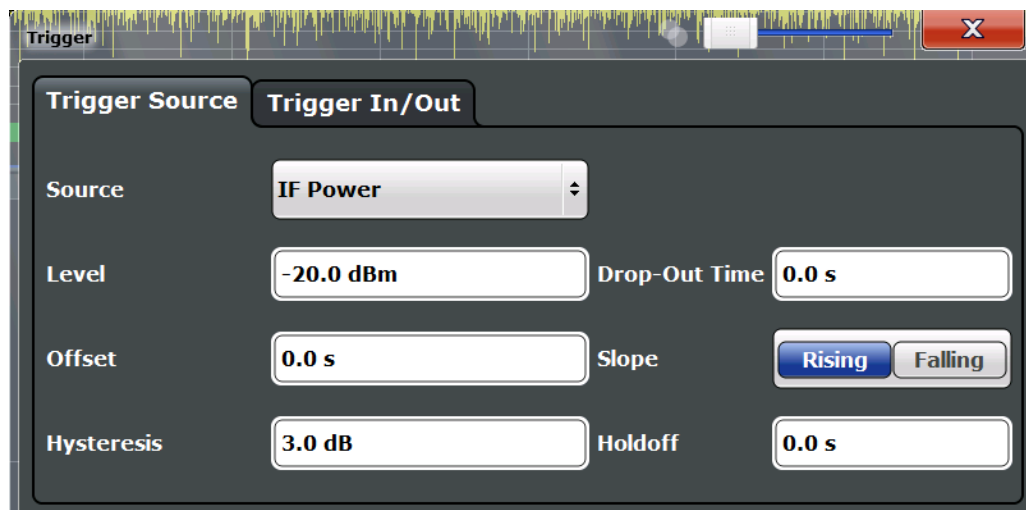 Trigger
X
Trigger Source Trigger In/Out
Source IF Power
Level -20.0 dBm Drop-Out Time 0.0 s
Offset 0.0 s Slope Rising Falling
Hysteresis 3.0 dB Holdoff 0.0 s